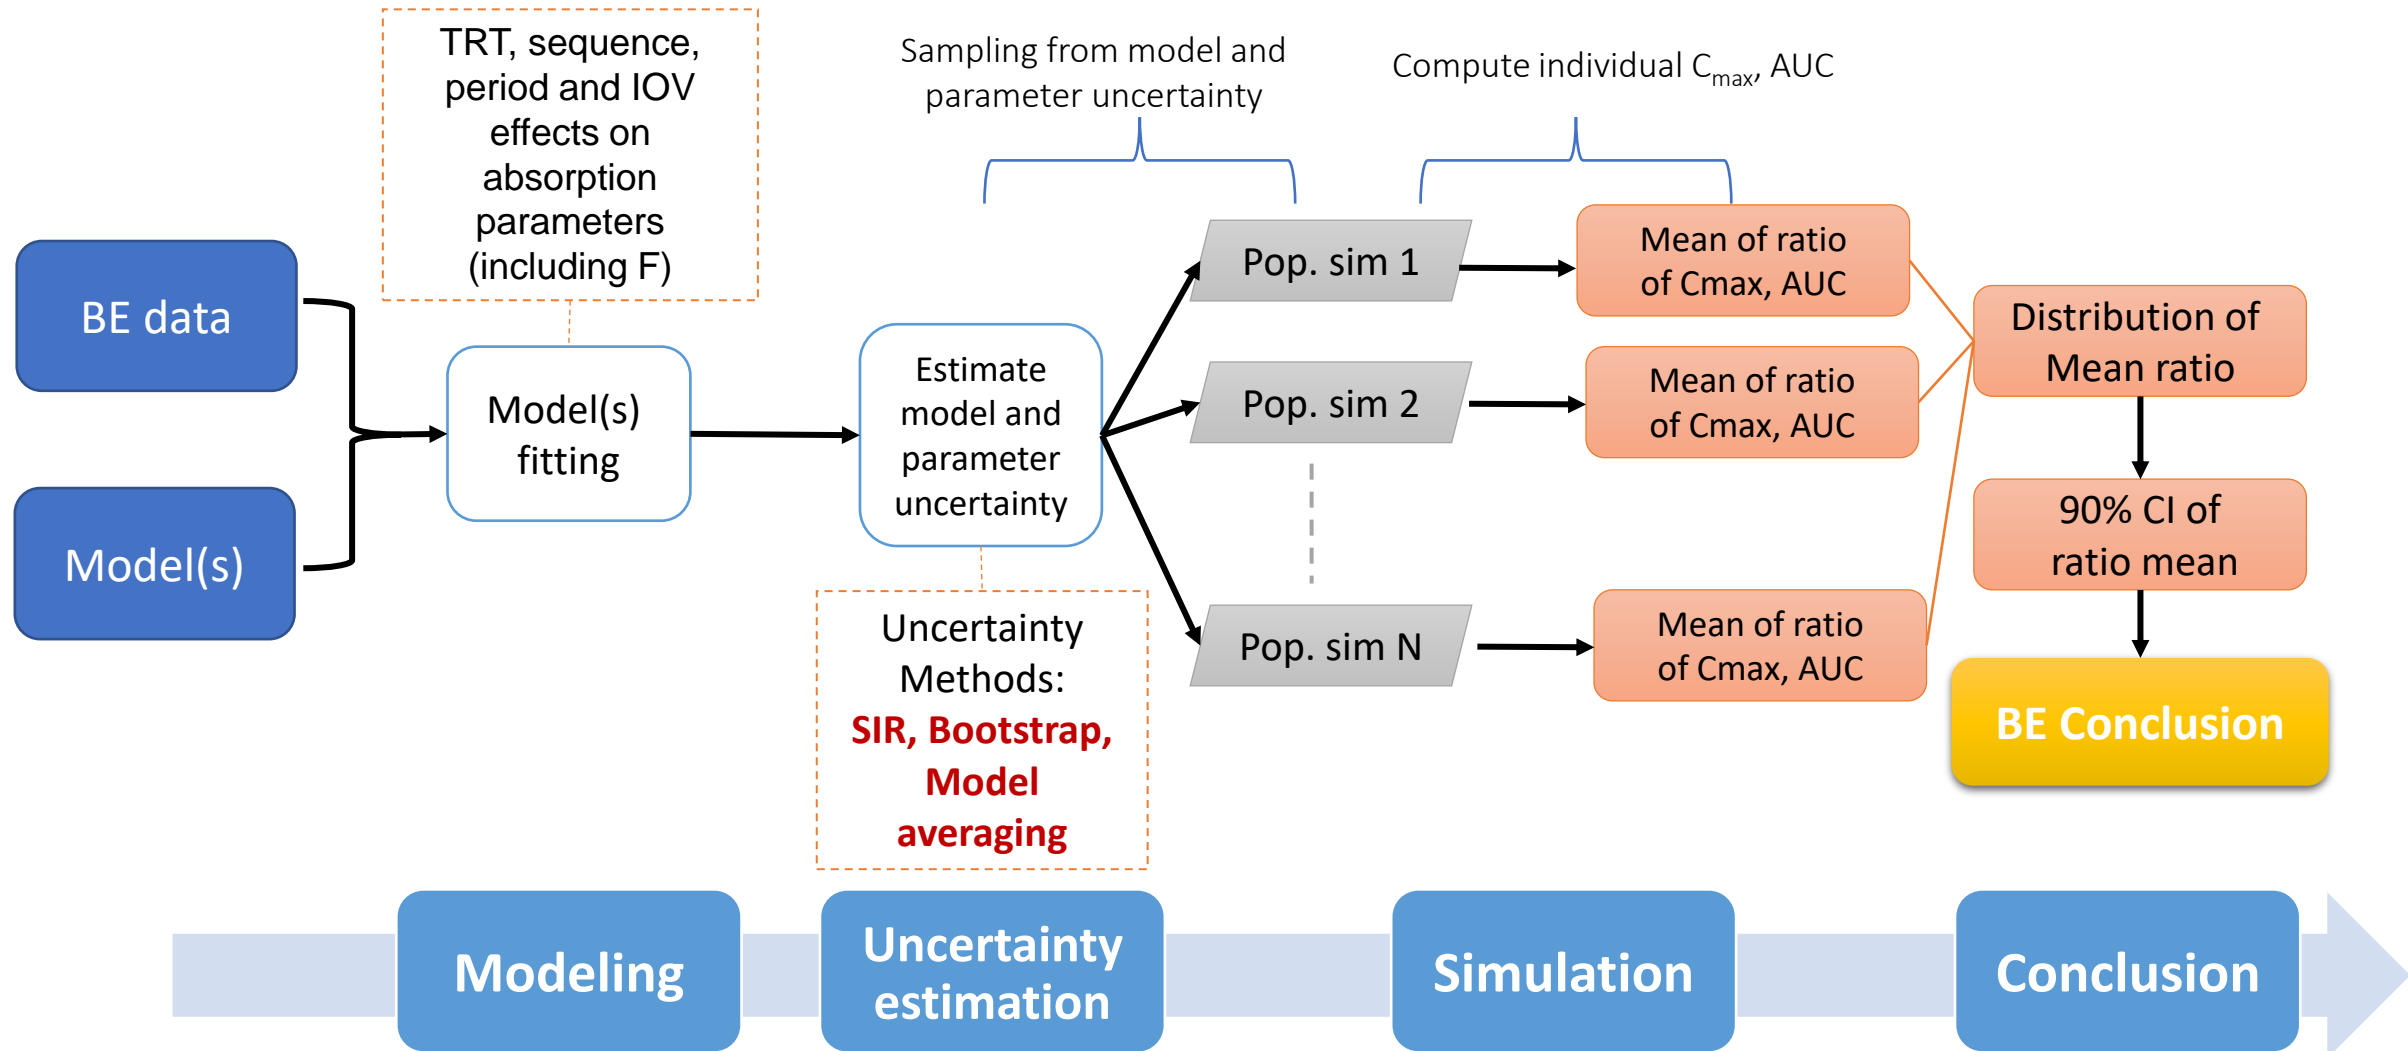 TRT, sequence,
period and IOV
effects on
absorption
parameters
(including F)
Sampling from model and
parameter uncertainty
Compute individual Cmax, AUC
BE data
Model(s)
Model(s)
fitting
Estimate
model and
parameter
uncertainty
Uncertainty
Methods:
SIR, Bootstrap,
Model
averaging
Pop. sim 1
Pop. sim 2
Pop. sim N
Mean of ratio
of Cmax, AUC
Mean of ratio
of Cmax, AUC
Mean of ratio
of Cmax, AUC
Distribution of
Mean ratio
90% CI of
ratio mean
BE Conclusion
Modeling
Uncertainty
estimation
Simulation
Conclusion